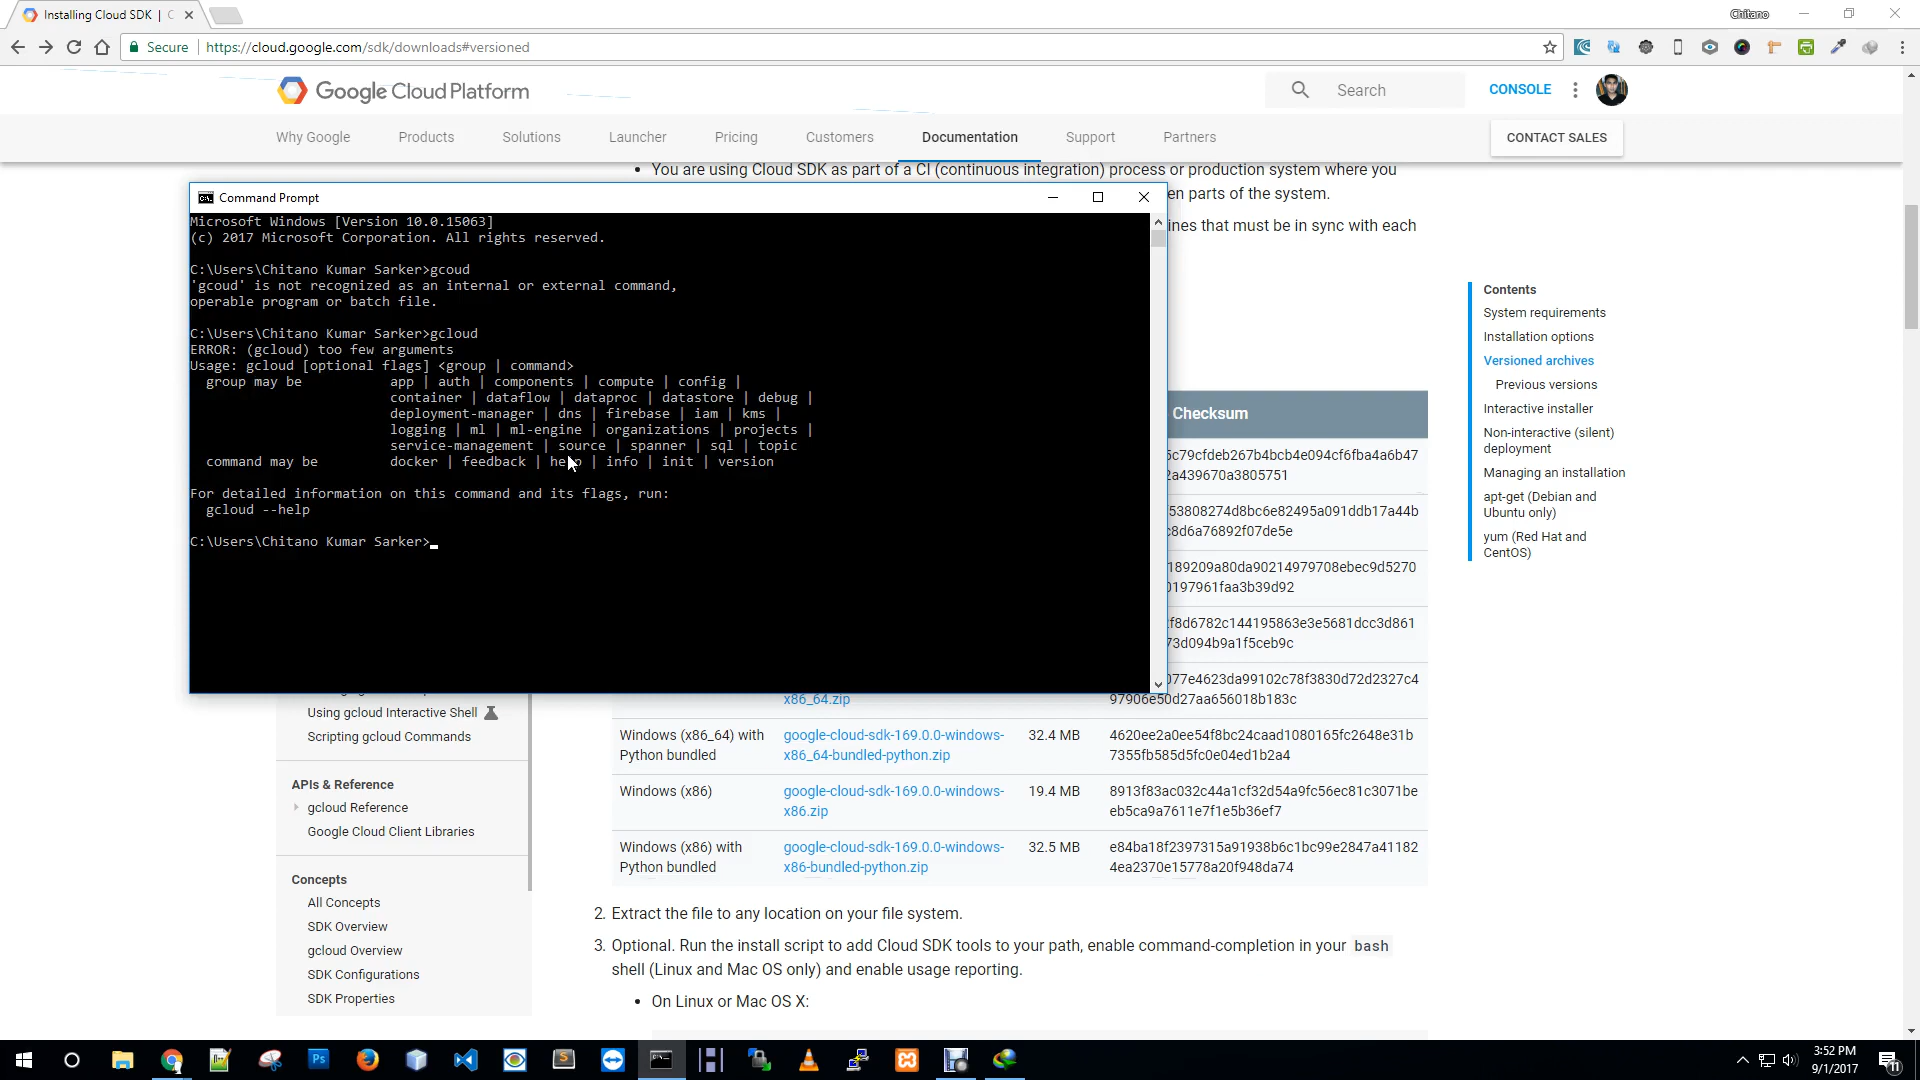 Installing Cloud SDK | C
Chitano
Secure
https://cloud.google.com/sdk/downloads#versioned
Google Cloud Platform
Search
CONSOLE
Why Google
Products
Solutions
Launcher
Pricing
Customers
Documentation
Support
Partners
CONTACT SALES
You are using Cloud SDK as part of a CI (continuous integration) process or production system where you
en parts of the system.
ines that must be in sync with each
Command Prompt
Microsoft Windows [Version 10.0.15063]
(c) 2017 Microsoft Corporation. All rights reserved.
C:\Users\Chitano Kumar Sarker>gcoud
'gcoud' is not recognized as an internal or external command,
operable program or batch file.
C:\Users\Chitano Kumar Sarker>gcloud
ERROR: (gcloud) too few arguments
Usage: gcloud [optional flags] <group | command>
group may be app | auth | components | compute | config |
container | dataflow | dataproc | datastore | debug |
deployment-manager | dns | firebase | iam | kms |
logging | ml | ml-engine | organizations | projects |
service-management | source | spanner | sql | topic
command may be docker | feedback | help | info | init | version
For detailed information on this command and its flags, run:
gcloud --help
C:\Users\Chitano Kumar Sarker>
Contents
System requirements
Installation options
Versioned archives
Previous versions
Interactive installer
Non-interactive (silent)
deployment
Managing an installation
apt-get (Debian and
Ubuntu only)
yum (Red Hat and
CentOS)
Checksum
5c79cfdeb267b4bcb4e094cf6fba4a6b47
2a439670a3805751
53808274d8bc6e82495a091ddb17a44b
c8d6a76892f07de5e
189209a80da90214979708ebec9d5270
0197961faa3b39d92
f8d6782c144195863e3e5681dcc3d861
73d094b9a1f5ceb9c
077e4623da99102c78f3830d72d2327c4
x86_64.zip
97906e50d27aa656018b183c
Windows (x86_64) with
Python bundled
google-cloud-sdk-169.0.0-windows-
x86_64-bundled-python.zip
32.4 MB
4620ee2a0ee54f8bc24caad1080165fc2648e31b
7355fb585d5fc0e04ed1b2a4
Windows (x86)
google-cloud-sdk-169.0.0-windows-
x86.zip
19.4 MB
8913f83ac032c44a1cf32d54a9fc56ec81c3071be
eb5ca9a7611e7f1e5b36ef7
Windows (x86) with
Python bundled
google-cloud-sdk-169.0.0-windows-
x86-bundled-python.zip
32.5 MB
e84ba18f2397315a91938b6c1bc99e2847a41182
4ea2370e15778a20f948da74
2. Extract the file to any location on your file system.
3. Optional. Run the install script to add Cloud SDK tools to your path, enable command-completion in your bash
shell (Linux and Mac OS only) and enable usage reporting.
On Linux or Mac OS X:
Using gcloud Interactive Shell
Scripting gcloud Commands
APIs & Reference
gcloud Reference
Google Cloud Client Libraries
Concepts
All Concepts
SDK Overview
gcloud Overview
SDK Configurations
SDK Properties
3:52 PM
9/1/2017
11